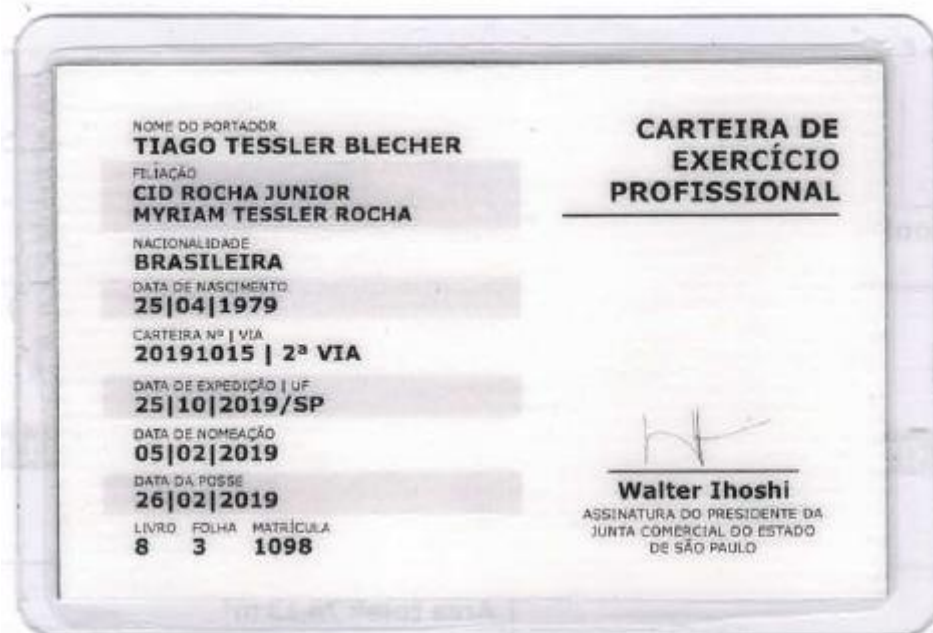 NOME DO PORTADOR
TIAGO TESSLER BLECHER
FILIAÇÃO
CID ROCHA JUNIOR
MYRIAM TESSLER ROCHA
NACIONALIDADE
BRASILEIRA
DATA DE NASCIMENTO
25|04|1979
CARTEIRA Nº | VIA
20191015 | 2ª VIA
DATA DE EXPEDIÇÃO | UF
25|10|2019/SP
DATA DE NOMEAÇÃO
05|02|2019
DATA DA POSSE
26|02|2019
LIVRO FOLHA MATRÍCULA
8 3 1098
CARTEIRA DE
EXERCÍCIO
PROFISSIONAL
Walter Ihoshi
ASSINATURA DO PRESIDENTE DA
JUNTA COMERCIAL DO ESTADO
DE SÃO PAULO